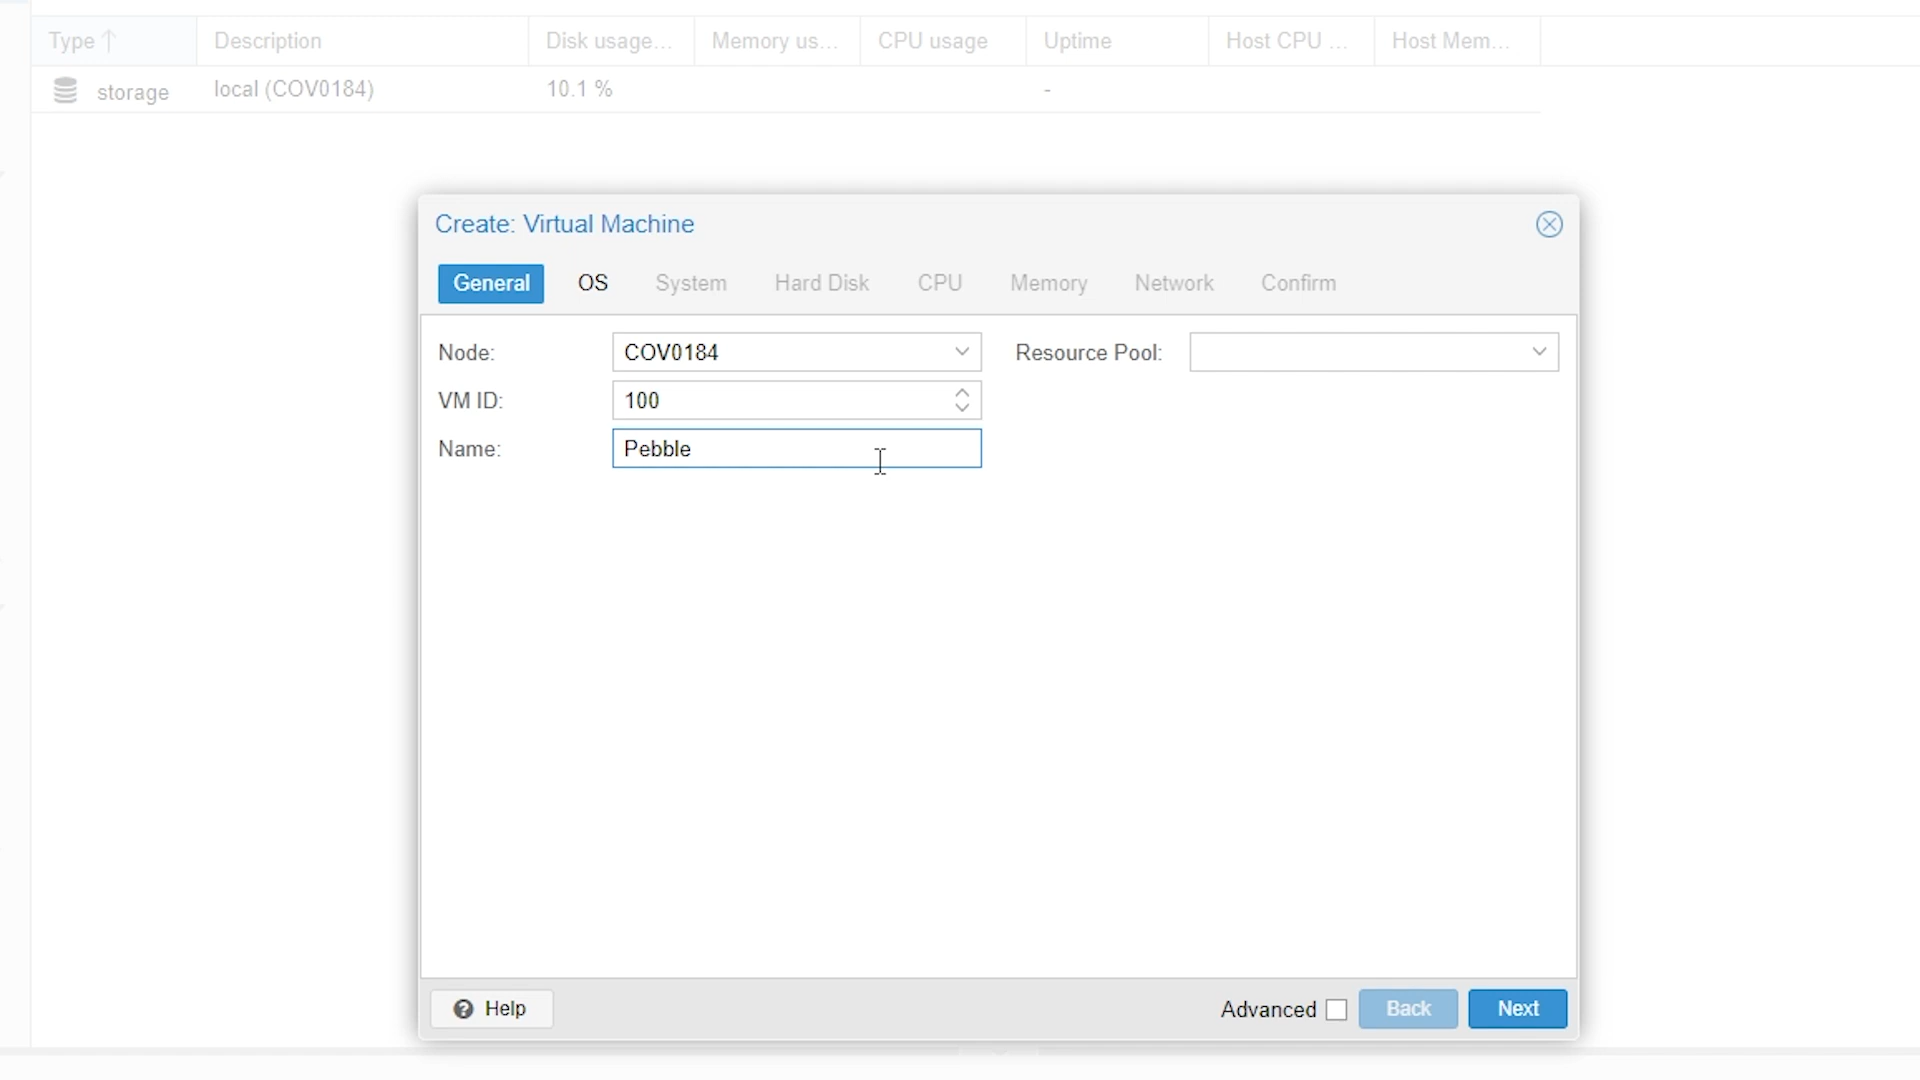 Type Description Disk usage... Memory us... CPU usage Uptime Host CPU ... Host Mem...
storage local (COV0184) 10.1 % -
Create: Virtual Machine
General OS System Hard Disk CPU Memory Network Confirm
Node: COV0184 Resource Pool:
VM ID: 100
Name: Pebble
Help Advanced Back Next